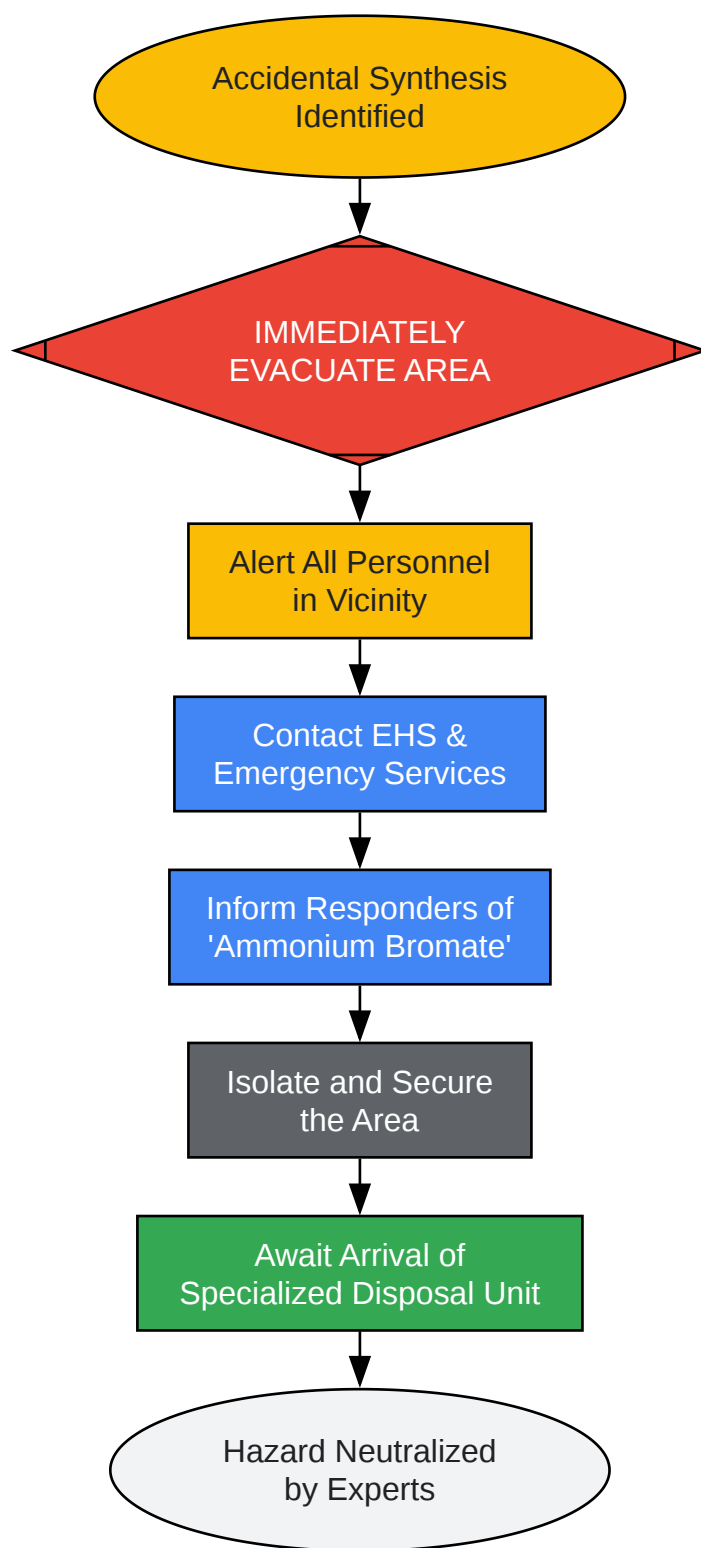 Accidental Synthesis
Identified
IMMEDIATELY
EVACUATE AREA
Alert All Personnel
in Vicinity
Contact EHS &
Emergency Services
Inform Responders of
'Ammonium Bromate'
Isolate and Secure
the Area
Await Arrival of
Specialized Disposal Unit
Hazard Neutralized
by Experts